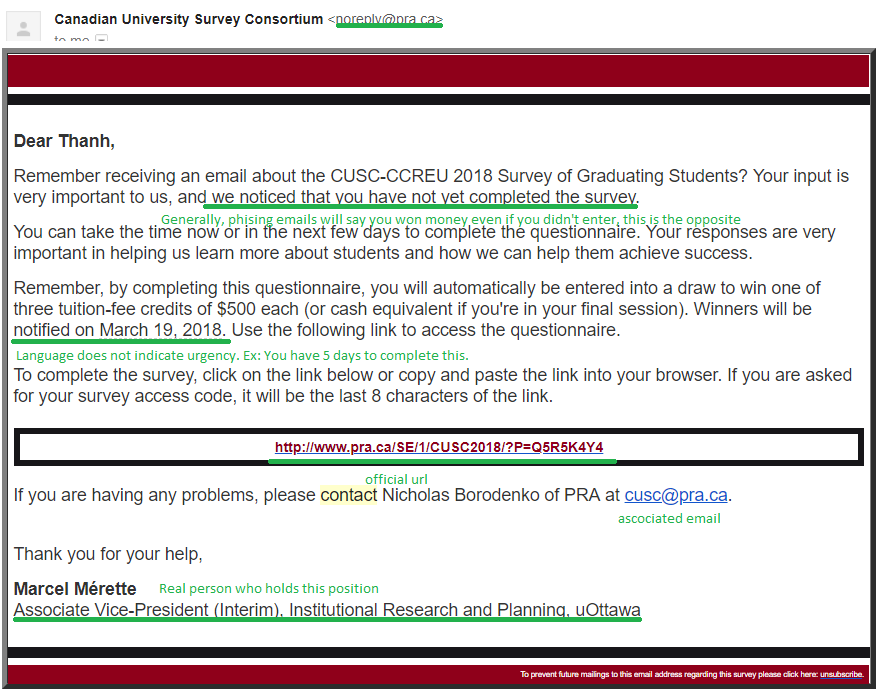 Canadian University Survey Consortium <noreply@pra.ca>
to me
Dear Thanh,
Remember receiving an email about the CUSC-CCREU 2018 Survey of Graduating Students? Your input is
very important to us, and we noticed that you have not yet completed the survey.
Generally, phising emails will say you won money even if you didn't enter, this is the opposite
You can take the time now or in the next few days to complete the questionnaire. Your responses are very
important in helping us learn more about students and how we can help them achieve success.
Remember, by completing this questionnaire, you will automatically be entered into a draw to win one of
three tuition-fee credits of $500 each (or cash equivalent if you're in your final session). Winners will be
notified on March 19, 2018. Use the following link to access the questionnaire.
Language does not indicate urgency. Ex: You have 5 days to complete this.
To complete the survey, click on the link below or copy and paste the link into your browser. If you are asked
for your survey access code, it will be the last 8 characters of the link.
http://www.pra.ca/SE/1/CUSC2018/?P=Q5R5K4Y4
official url
If you are having any problems, please contact Nicholas Borodenko of PRA at cusc@pra.ca.
ascociated email
Thank you for your help,
Marcel Mérette Real person who holds this position
Associate Vice-President (Interim), Institutional Research and Planning, uOttawa
To prevent future mailings to this email address regarding this survey please click here: unsubscribe.